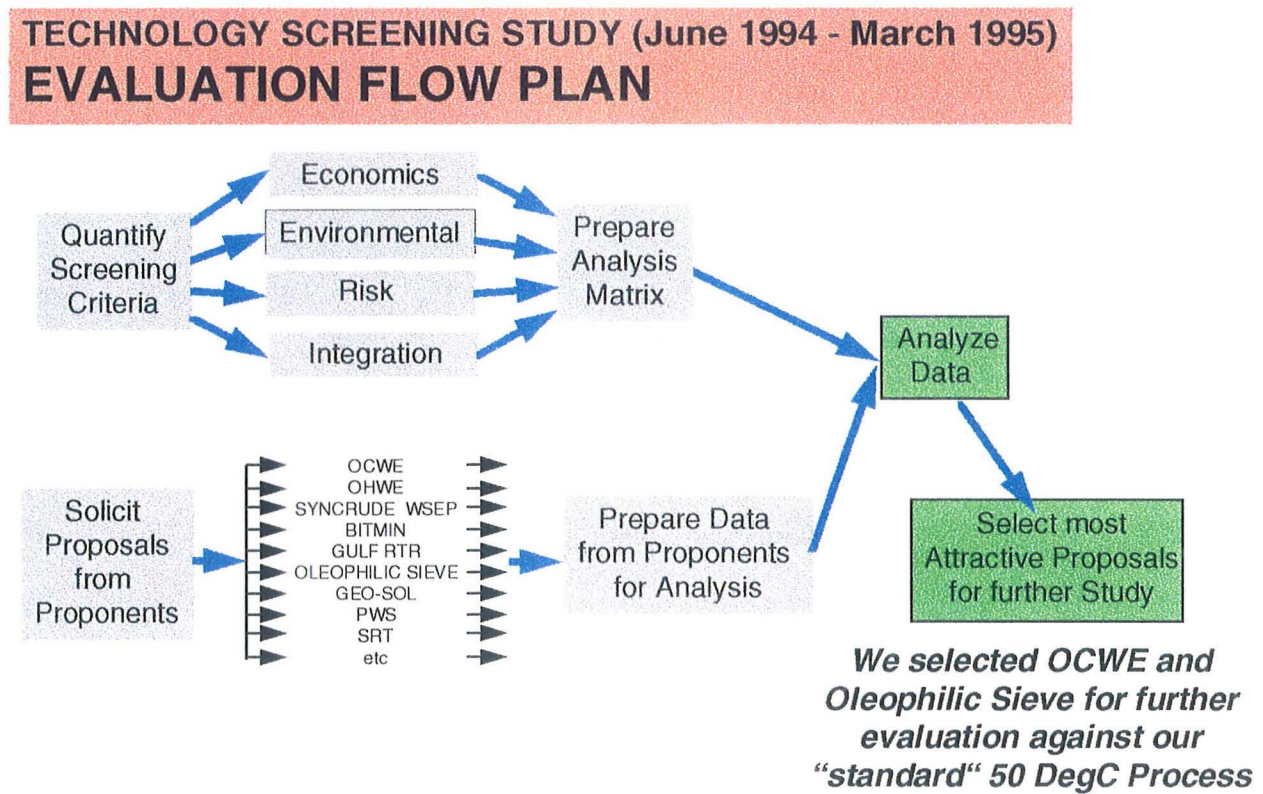 TECHNOLOGY SCREENING STUDY (June 1994 - March 1995)
EVALUATION FLOW PLAN
Quantify
Screening
Criteria
Economics
Environmental
Risk
Integration
Prepare
Analysis
Matrix
Analyze
Data
Solicit
Proposals
from
Proponents
OCWE
OHWE
SYNCRUDE WSEP
BITMIN
GULF RTR
OLEOPHILIC SIEVE
GEO-SOL
PWS
SRT
etc
Prepare Data
from Proponents
for Analysis
Select most
Attractive Proposals
for further Study
We selected OCWE and
Oleophilic Sieve for further
evaluation against our
“standard“ 50 DegC Process